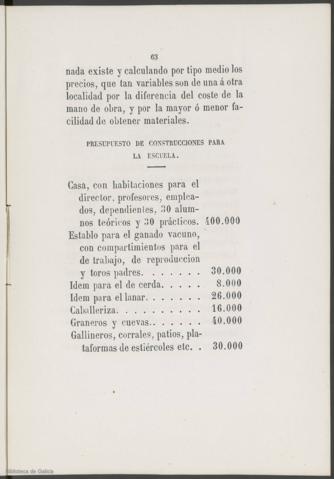 63
nada existe y calculando por tipo medio los
precios, que tan variables son de una á otra
localidad por la diferencia del coste de la
mano de obra, y por la mayor ó menor fa-
cilidad de obtener materiales.
PRESUPUESTO DE CONSTRUCCIONES PARA
LA ESCUELA.
Casa, con habitaciones para el
director, profesores, emplea-
dos, dependientes, 30 alum-
nos teóricos y 30 prácticos. 400.000
Establo para el ganado vacuno,
con compartimientos para el
de trabajo, de reproduccion
y toros padres. . . . . . . 30.000
Idem para el de cerda. . . . . 8.000
Idem para el lanar. . . . . . . 26.000
Caballeriza. . . . . . . . . . . 16.000
Graneros y cuevas. . . . . . . 40.000
Gallineros, corrales, patios, pla-
taformas de estiércoles etc. . 30.000
Biblioteca de Galicia